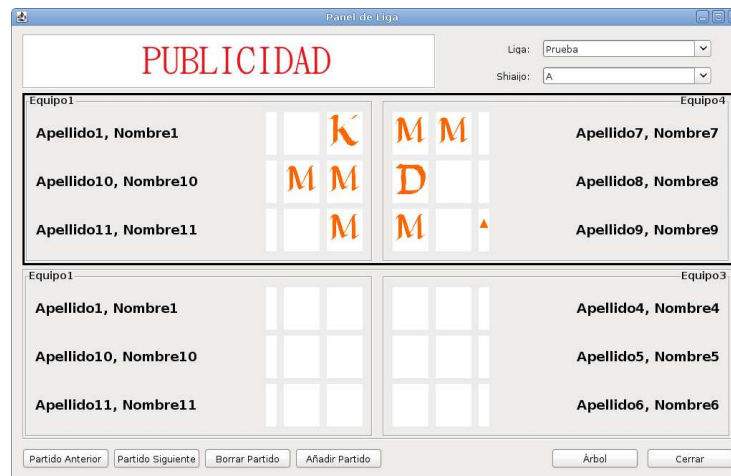 Panel de Liga
PUBLICIDAD
Liga: Prueba
Shiaijo: A
Equipo1 Equipo4
Apellido1, Nombre1 K M M Apellido7, Nombre7
Apellido10, Nombre10 M M D Apellido8, Nombre8
Apellido11, Nombre11 M M Apellido9, Nombre9
Equipo1 Equipo3
Apellido1, Nombre1 Apellido4, Nombre4
Apellido10, Nombre10 Apellido5, Nombre5
Apellido11, Nombre11 Apellido6, Nombre6
Partido Anterior Partido Siguiente Borrar Partido Añadir Partido Árbol Cerrar